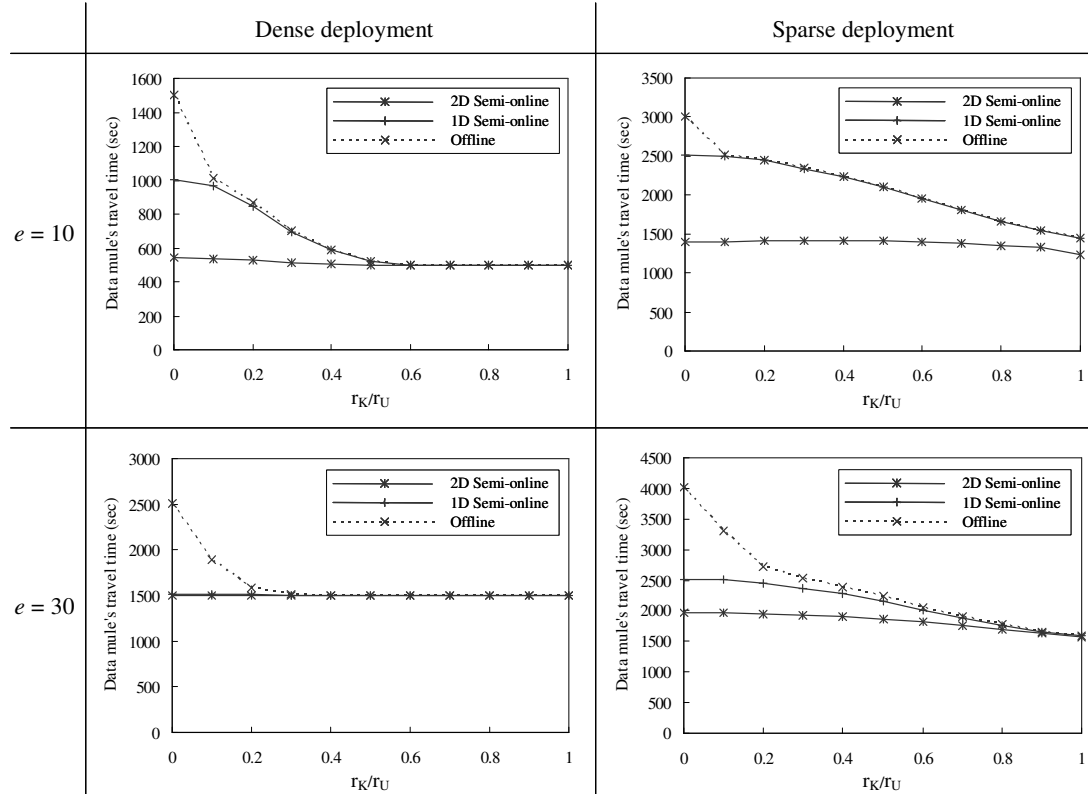 Dense deployment
Sparse deployment
e = 10
Data mule's travel time (sec)
1600
1400
1200
1000
800
600
400
200
0
2D Semi-online
1D Semi-online
Offline
0 0.2 0.4 0.6 0.8 1
rK/rU
Data mule's travel time (sec)
3500
3000
2500
2000
1500
1000
500
0
2D Semi-online
1D Semi-online
Offline
0 0.2 0.4 0.6 0.8 1
rK/rU
e = 30
Data mule's travel time (sec)
3000
2500
2000
1500
1000
500
0
2D Semi-online
1D Semi-online
Offline
0 0.2 0.4 0.6 0.8 1
rK/rU
Data mule's travel time (sec)
4500
4000
3500
3000
2500
2000
1500
1000
500
0
2D Semi-online
1D Semi-online
Offline
0 0.2 0.4 0.6 0.8 1
rK/rU